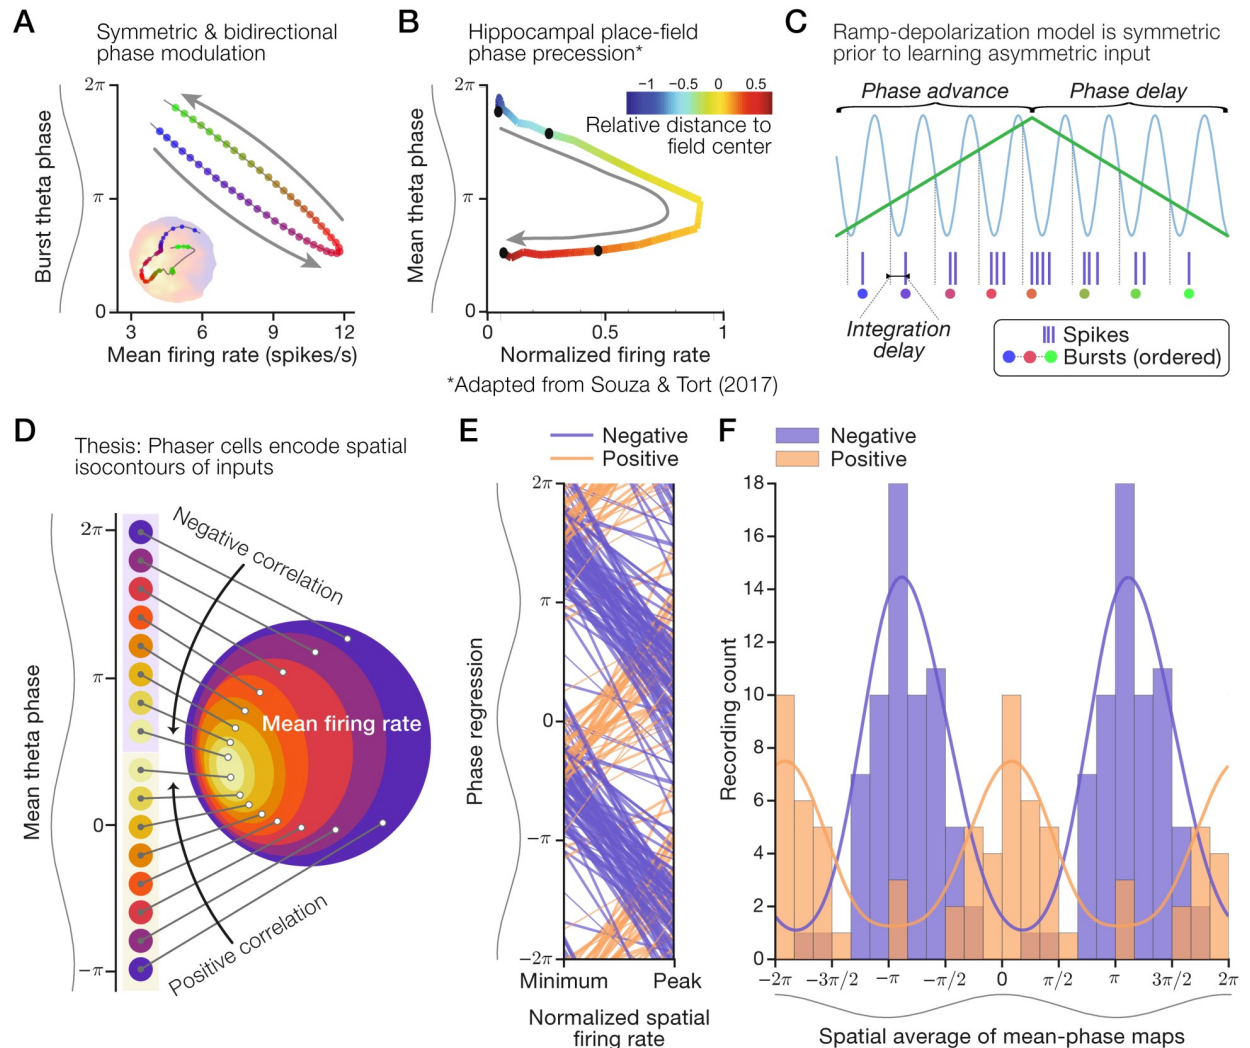 A
Symmetric & bidirectional
phase modulation
Burst theta phase
2π
π
0
3
6
9
12
Mean firing rate (spikes/s)
B
Hippocampal place-field
phase precession*
−1
−0.5
0
0.5
Relative distance to
field center
Mean theta phase
2π
π
0
0
0.5
1
Normalized firing rate
*Adapted from Souza & Tort (2017)
C
Ramp-depolarization model is symmetric
prior to learning asymmetric input
Phase advance
Phase delay
Integration
delay
Spikes
Bursts (ordered)
D
Thesis: Phaser cells encode spatial
isocontours of inputs
Mean theta phase
2π
π
0
−π
Negative correlation
Mean firing rate
Positive correlation
E
Negative
Positive
Phase regression
2π
π
0
−π
−2π
Minimum
Peak
Normalized spatial
firing rate
F
Negative
Positive
Recording count
18
16
14
12
10
8
6
4
2
0
−2π
−3π/2
−π
−π/2
0
π/2
π
3π/2
2π
Spatial average of mean-phase maps